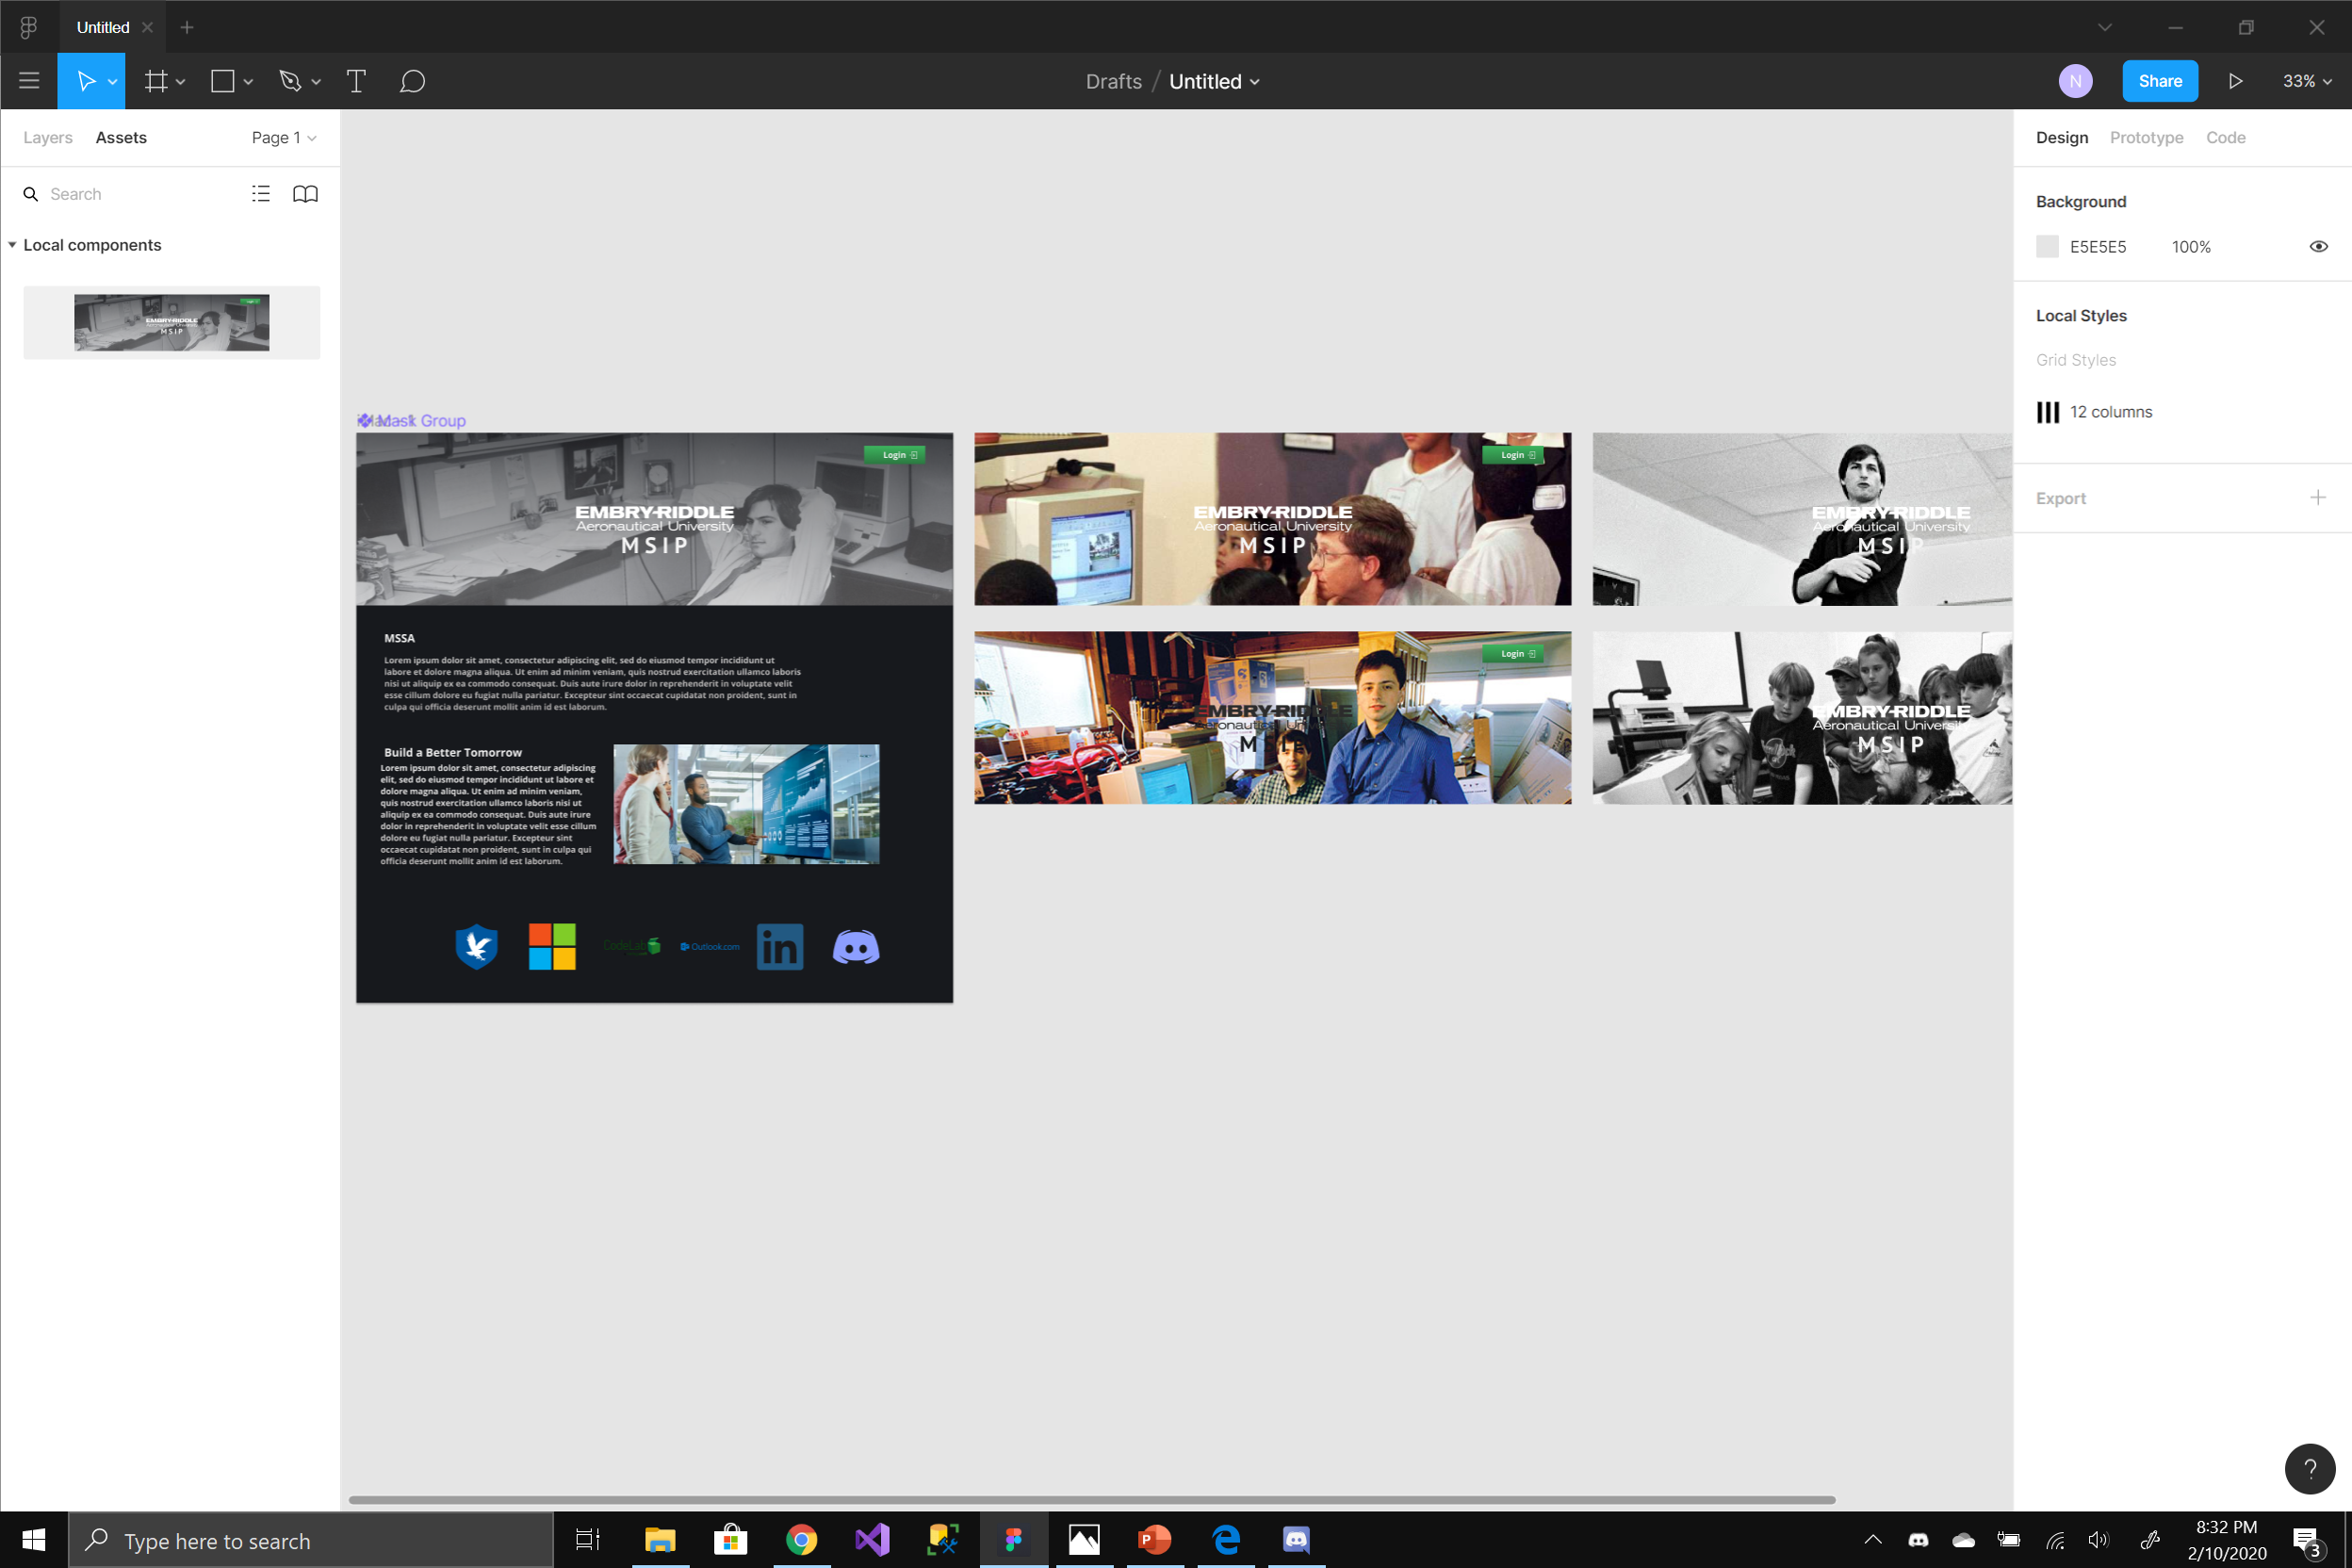 Untitled
Drafts / Untitled
N
Share
33%
Layers
Assets
Page 1
Search
Local components
Login
EMBRY-RIDDLE
MSIP
Design
Prototype
Code
Background
E5E5E5
100%
Local Styles
Grid Styles
12 columns
Export
Mask Group
Login
EMBRY-RIDDLE
Aeronautical University
MSIP
Login
EMBRY-RIDDLE
Aeronautical University
MSIP
EMBRY-RIDDLE
Aeronautical University
MSIP
MSSA
Lorem ipsum dolor sit amet, consectetur adipiscing elit, sed do eiusmod tempor incididunt ut
labore et dolore magna aliqua. Ut enim ad minim veniam, quis nostrud exercitation ullamco laboris
nisi ut aliquip ex ea commodo consequat. Duis aute irure dolor in reprehenderit in voluptate velit
esse cillum dolore eu fugiat nulla pariatur. Excepteur sint occaecat cupidatat non proident, sunt in
culpa qui officia deserunt mollit anim id est laborum.
Login
EMBRY-RIDDLE
Aeronautical University
EMBRY-RIDDLE
Aeronautical University
MSIP
Build a Better Tomorrow
Lorem ipsum dolor sit amet, consectetur adipiscing
elit, sed do eiusmod tempor incididunt ut labore et
dolore magna aliqua. Ut enim ad minim veniam,
quis nostrud exercitation ullamco laboris nisi ut
aliquip ex ea commodo consequat. Duis aute irure
dolor in reprehenderit in voluptate velit esse cillum
dolore eu fugiat nulla pariatur. Excepteur sint
occaecat cupidatat non proident, sunt in culpa qui
officia deserunt mollit anim id est laborum.
CodeLab
Outlook.com
in
?
Type here to search
P
8:32 PM
2/10/2020
3